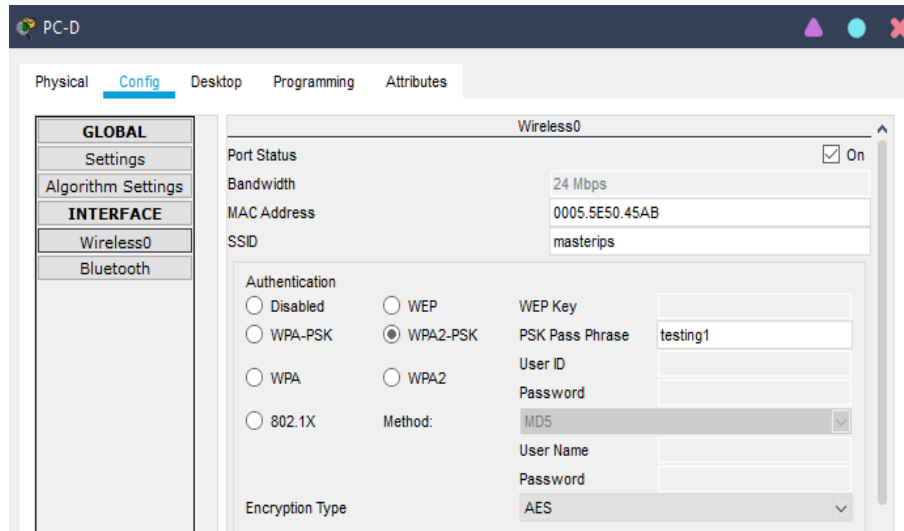 PC-D
Physical Config Desktop Programming Attributes
GLOBAL
Settings
Algorithm Settings
INTERFACE
Wireless0
Bluetooth
Wireless0
Port Status On
Bandwidth 24 Mbps
MAC Address 0005.5E50.45AB
SSID masterips
Authentication
Disabled WEP WEP Key
WPA-PSK WPA2-PSK PSK Pass Phrase testing1
User ID
WPA WPA2
Password
802.1X Method: MD5
User Name
Password
Encryption Type AES